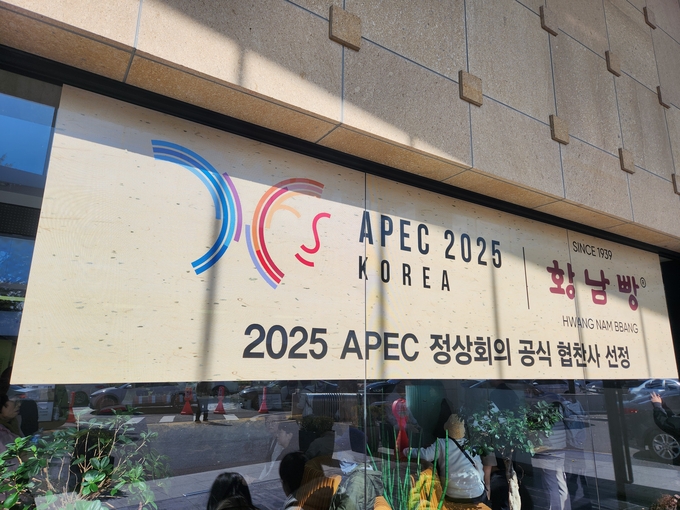 APEC 2025
KOREA
SINCE 1939
황남빵®
HWANG NAM BBANG
2025 APEC 정상회의 공식 협찬사 선정